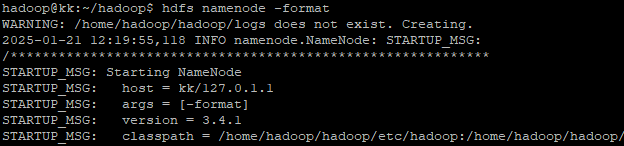 hadoop@kk:~/hadoop$ hdfs namenode -format
WARNING: /home/hadoop/hadoop/logs does not exist. Creating.
2025-01-21 12:19:55,118 INFO namenode.NameNode: STARTUP_MSG:
/************************************************************
STARTUP_MSG: Starting NameNode
STARTUP_MSG:   host = kk/127.0.1.1
STARTUP_MSG:   args = [-format]
STARTUP_MSG:   version = 3.4.1
STARTUP_MSG:   classpath = /home/hadoop/hadoop/etc/hadoop:/home/hadoop/hadoop/